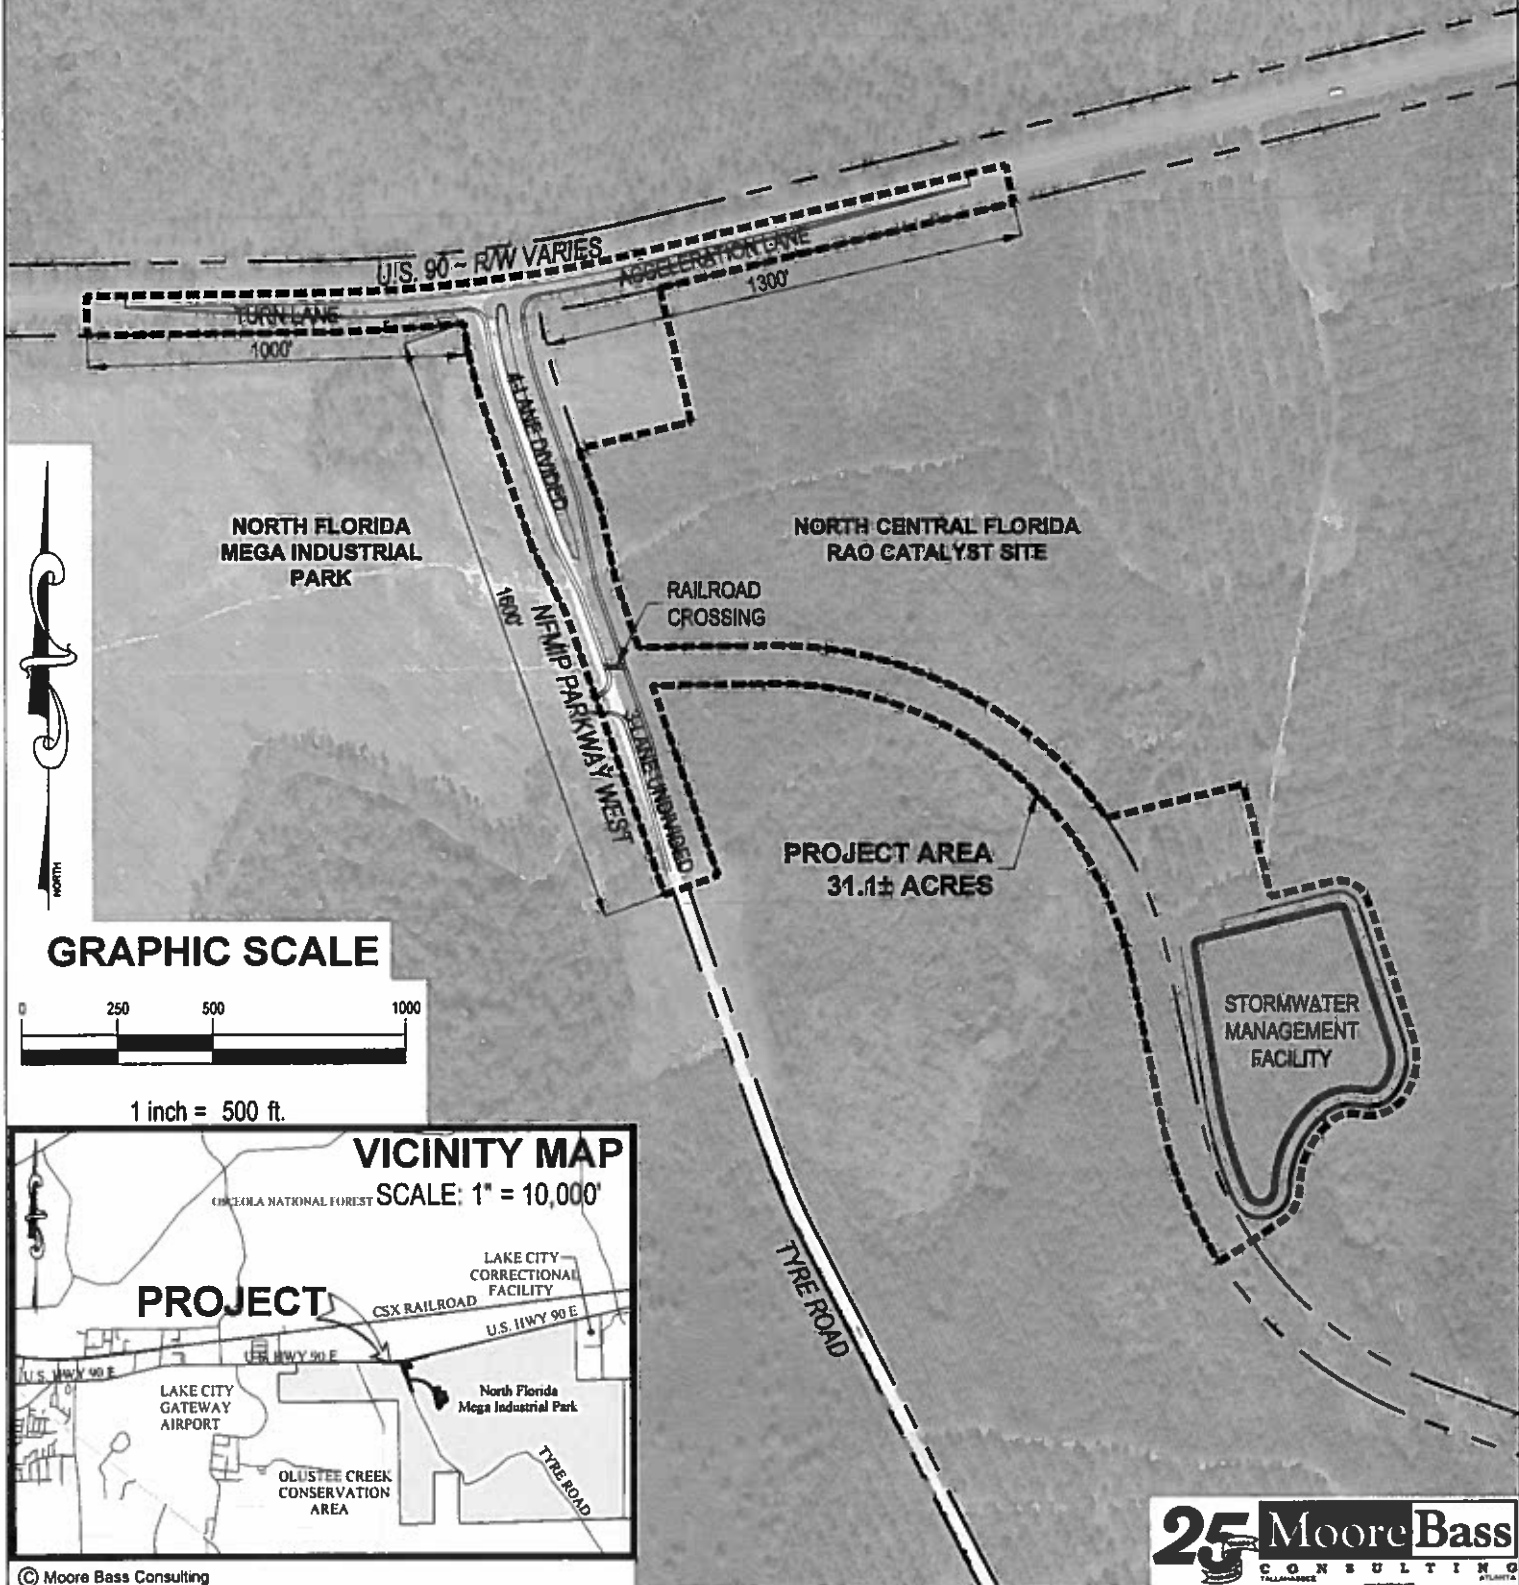 U.S. 90 ~ R/W VARIES
ACCELERATION LANE
1300'
TURN LANE
1000'
4-LANE DIVIDED
NORTH FLORIDA
MEGA INDUSTRIAL
PARK
NORTH CENTRAL FLORIDA
RAO CATALYST SITE
RAILROAD
CROSSING
1600'
NFMIP PARKWAY WEST
3-LANE UNDIVIDED
PROJECT AREA
31.1± ACRES
NORTH
GRAPHIC SCALE
0 250 500 1000
1 inch = 500 ft.
STORMWATER
MANAGEMENT
FACILITY
TYRE ROAD
VICINITY MAP
SCALE: 1" = 10,000'
OSCEOLA NATIONAL FOREST
LAKE CITY
CORRECTIONAL
FACILITY
PROJECT
CSX RAILROAD
U.S. HWY 90 E
U.S. HWY 90 E
U.S. HWY 90 E
LAKE CITY
GATEWAY
AIRPORT
North Florida
Mega Industrial Park
OLUSTEE CREEK
CONSERVATION
AREA
TYRE ROAD
© Moore Bass Consulting
25
Moore Bass
CONSULTING
TALLAHASSEE ATLANTA